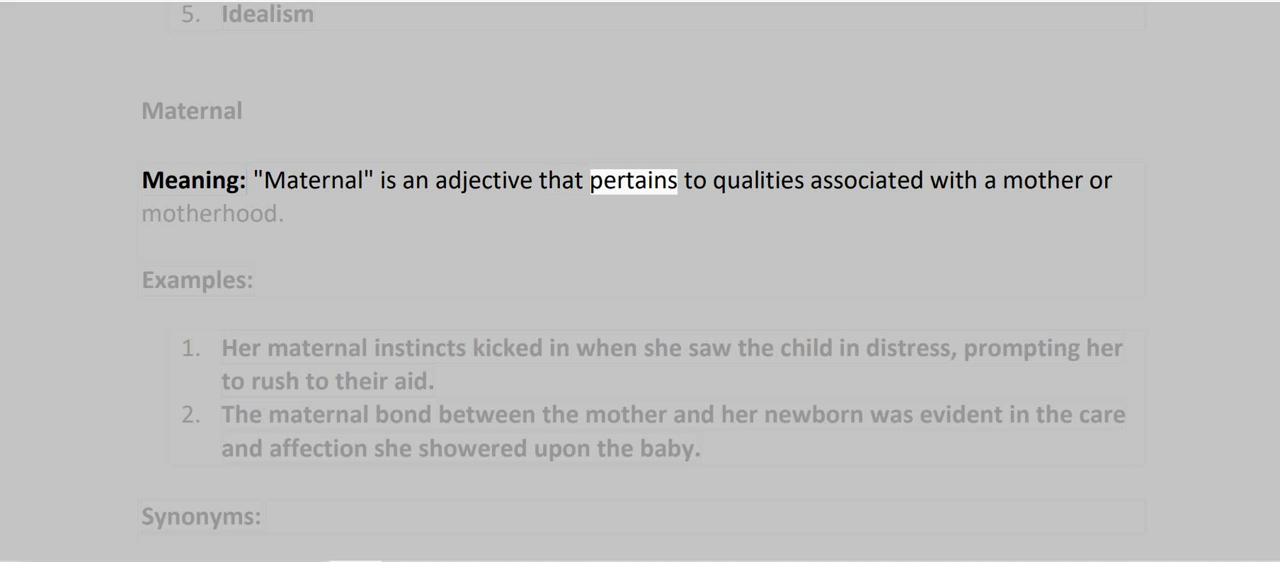 5. Idealism
Maternal
Meaning: "Maternal" is an adjective that pertains to qualities associated with a mother or
motherhood.
Examples:
1. Her maternal instincts kicked in when she saw the child in distress, prompting her
to rush to their aid.
2. The maternal bond between the mother and her newborn was evident in the care
and affection she showered upon the baby.
Synonyms: